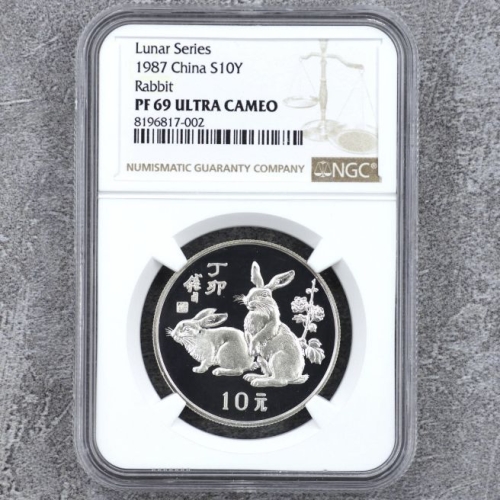 Lunar Series
1987 China S10Y
Rabbit
PF 69 ULTRA CAMEO
8196817-002
NUMISMATIC GUARANTY COMPANY
NGC®
丁卯
10元